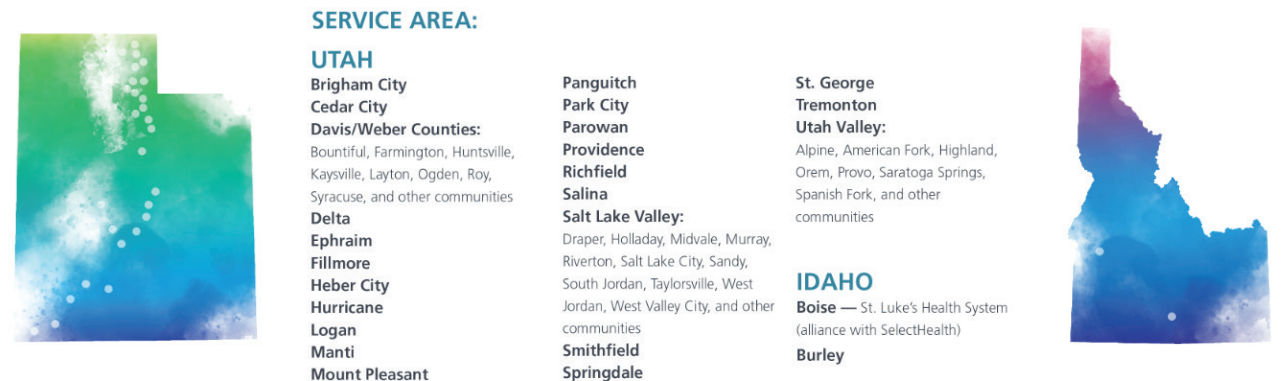 SERVICE AREA:
UTAH
Brigham City
Cedar City
Davis/Weber Counties:
Bountiful, Farmington, Huntsville,
Kaysville, Layton, Ogden, Roy,
Syracuse, and other communities
Delta
Ephraim
Fillmore
Heber City
Hurricane
Logan
Manti
Mount Pleasant
Panguitch
Park City
Parowan
Providence
Richfield
Salina
Salt Lake Valley:
Draper, Holladay, Midvale, Murray,
Riverton, Salt Lake City, Sandy,
South Jordan, Taylorsville, West
Jordan, West Valley City, and other
communities
Smithfield
Springdale
St. George
Tremonton
Utah Valley:
Alpine, American Fork, Highland,
Orem, Provo, Saratoga Springs,
Spanish Fork, and other
communities
IDAHO
Boise — St. Luke's Health System
(alliance with SelectHealth)
Burley